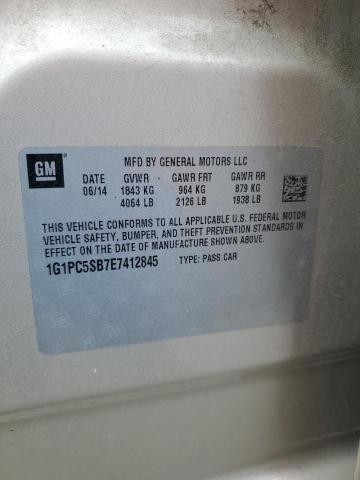 GM
MFD BY GENERAL MOTORS LLC
DATE GVWR GAWR FRT GAWR RR
06/14 1843 KG 964 KG 879 KG
4064 LB 2126 LB 1938 LB
THIS VEHICLE CONFORMS TO ALL APPLICABLE U.S. FEDERAL MOTOR
VEHICLE SAFETY, BUMPER, AND THEFT PREVENTION STANDARDS IN
EFFECT ON THE DATE OF MANUFACTURE SHOWN ABOVE.
1G1PC5SB7E7412845 TYPE: PASS CAR